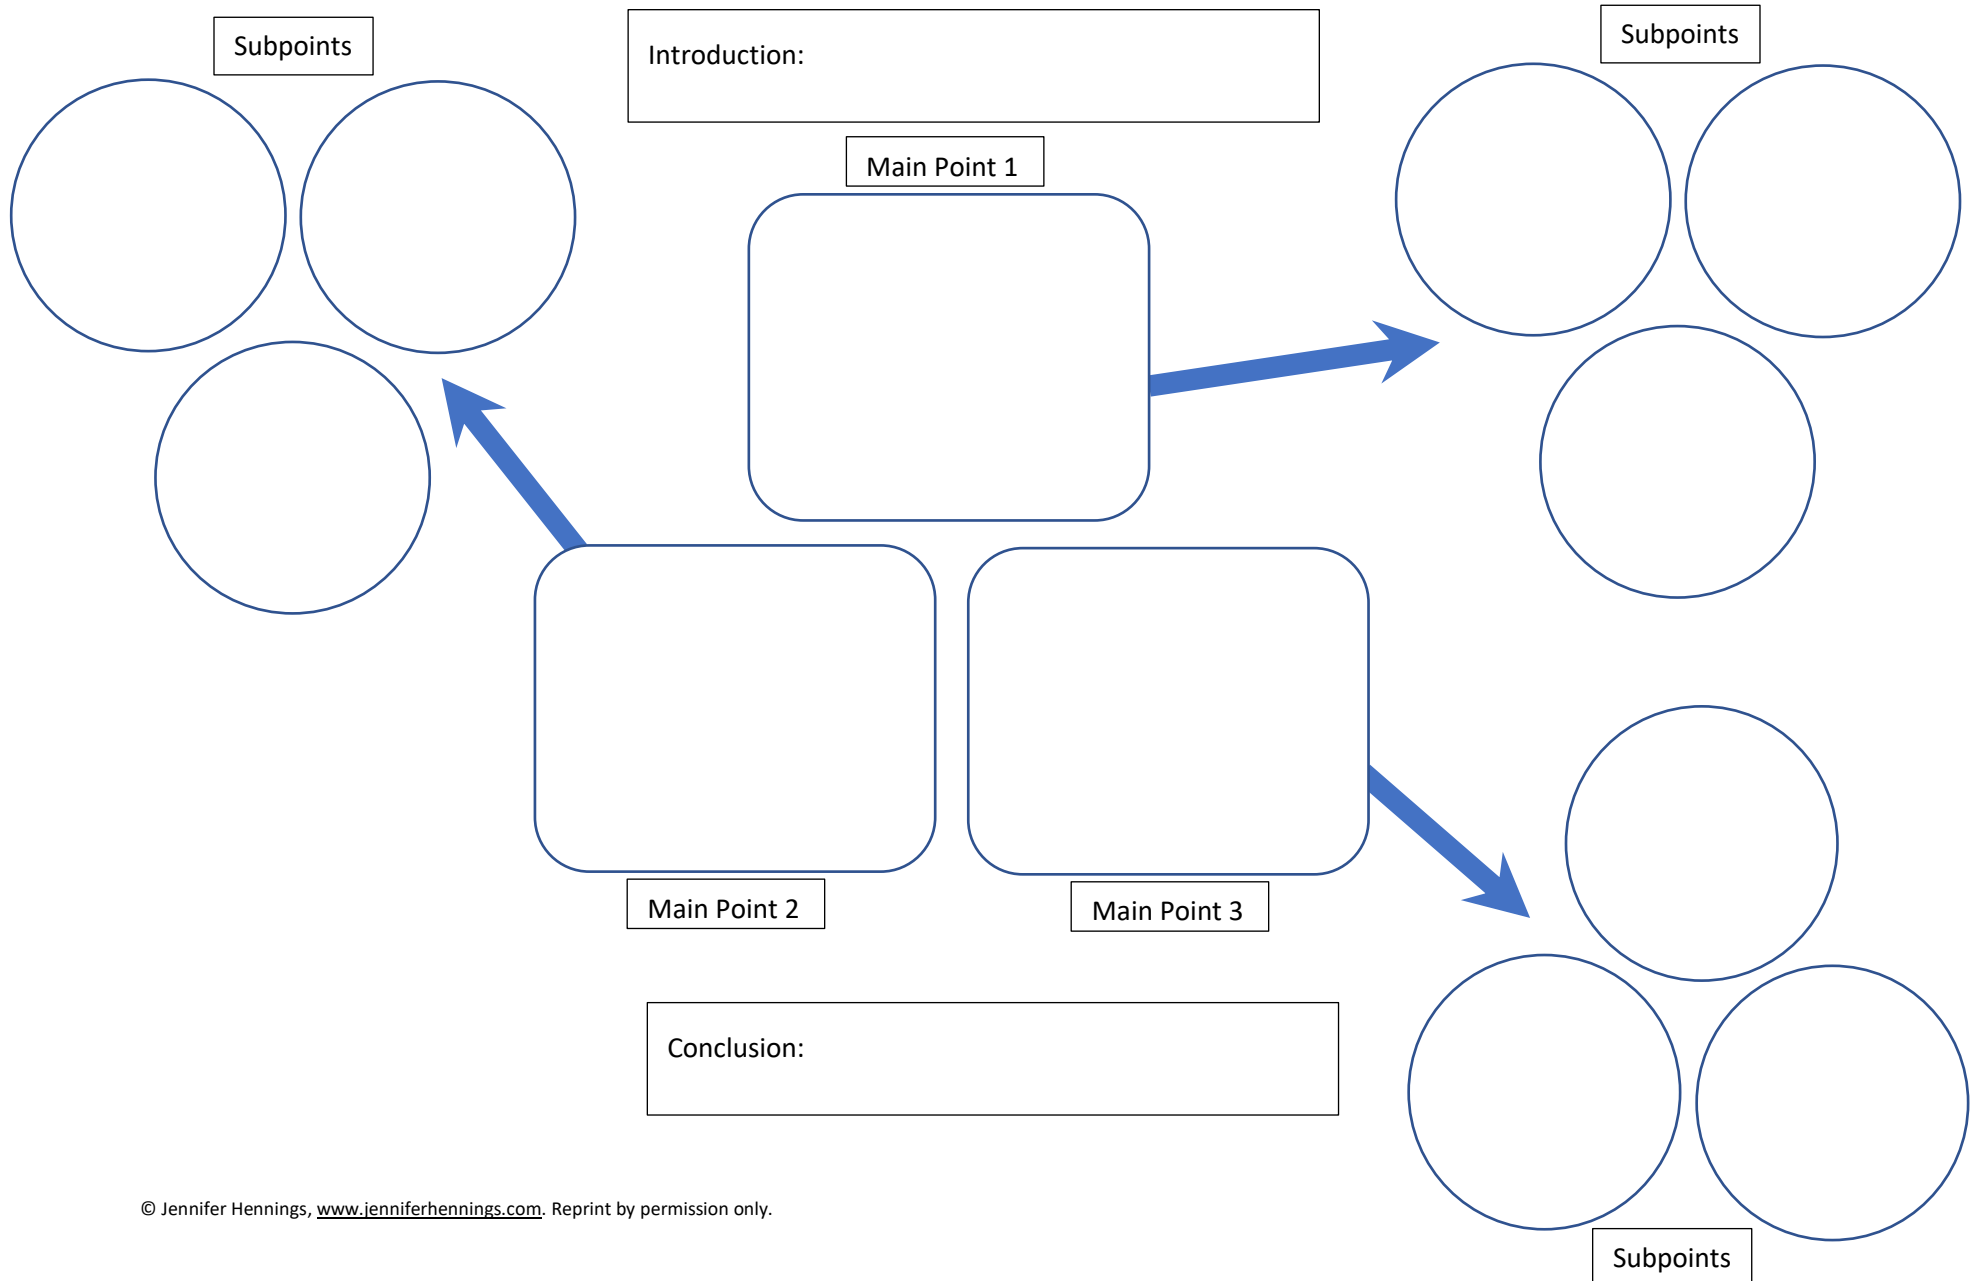 Subpoints
Introduction:
Subpoints
Main Point 1
Main Point 2
Main Point 3
Conclusion:
© Jennifer Hennings, www.jenniferhennings.com. Reprint by permission only.
Subpoints